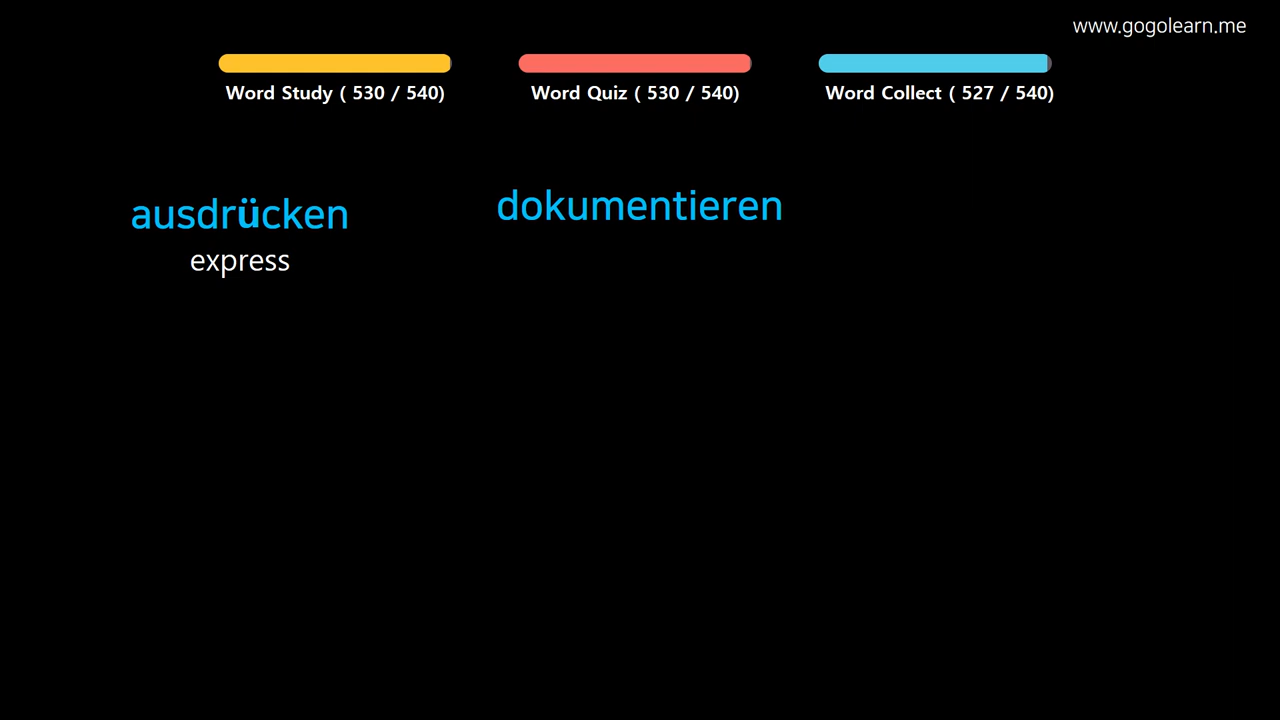 www.gogolearn.me
Word Study ( 530 / 540)
Word Quiz ( 530 / 540)
Word Collect ( 527 / 540)
ausdrücken
express
dokumentieren